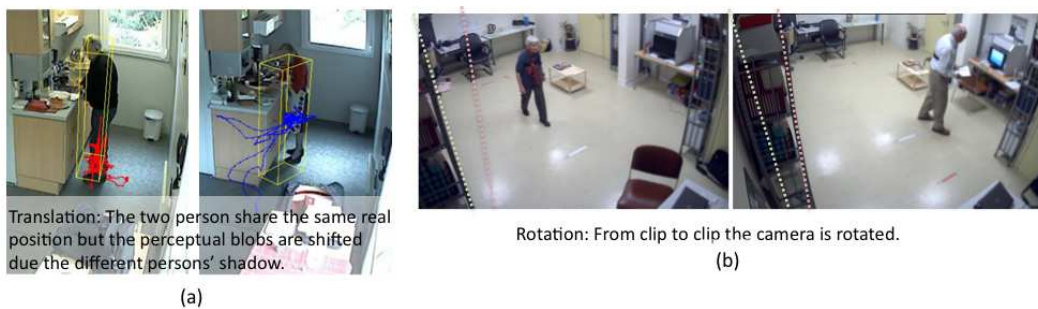 Translation: The two person share the same real
position but the perceptual blobs are shifted
due the different persons' shadow.
(a)
Rotation: From clip to clip the camera is rotated.
(b)